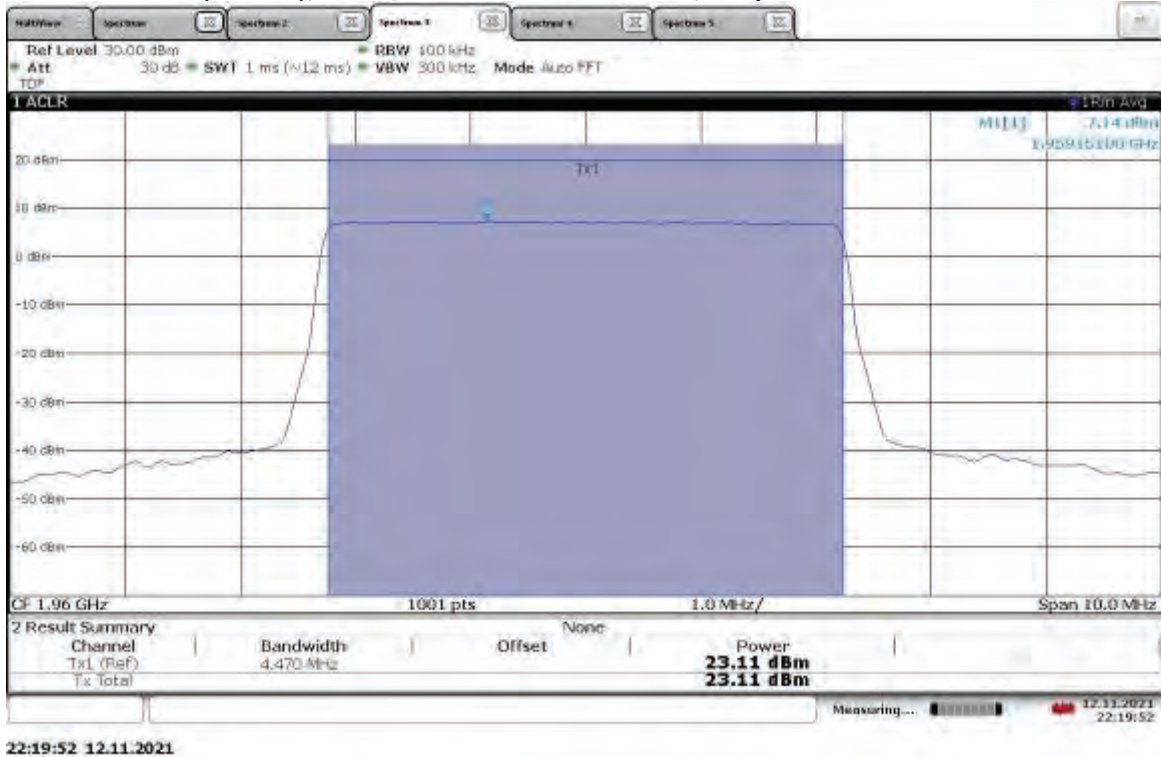 MultiView Spectrum Spectrum 2 Spectrum 3 Spectrum 4 Spectrum 5
Ref Level 30.00 dBm RBW 100 kHz
Att 30 dB SWT 1 ms (~12 ms) VBW 300 kHz Mode Auto FFT
TDF
1 ACLR 1Rm Avg
M1[1] 7.14 dBm
1.95915100 GHz
20 dBm
Tx1
10 dBm
0 dBm
-10 dBm
-20 dBm
-30 dBm
-40 dBm
-50 dBm
-60 dBm
CF 1.96 GHz 1001 pts 1.0 MHz/ Span 10.0 MHz
2 Result Summary None
Channel Bandwidth Offset Power
Tx1 (Ref) 4.470 MHz 23.11 dBm
Tx Total 23.11 dBm
Measuring... 12.11.2021
22:19:52
22:19:52 12.11.2021